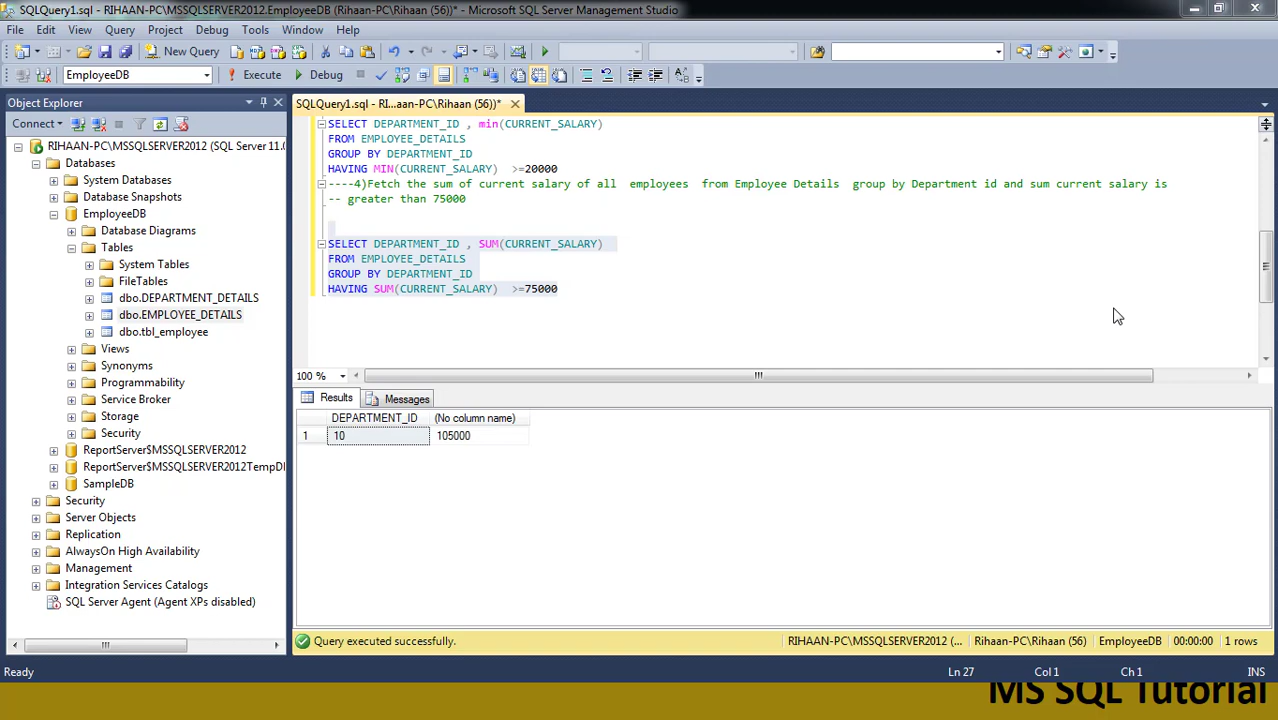 SQLQuery1.sql - RIHAAN-PC\MSSQLSERVER2012.EmployeeDB (Rihaan-PC\Rihaan (56))* - Microsoft SQL Server Management Studio
File Edit View Query Project Debug Tools Window Help
New Query
EmployeeDB Execute Debug
Object Explorer
SQLQuery1.sql - RI...aan-PC\Rihaan (56))*
Connect
RIHAAN-PC\MSSQLSERVER2012 (SQL Server 11.0
Databases
System Databases
Database Snapshots
EmployeeDB
Database Diagrams
Tables
System Tables
FileTables
dbo.DEPARTMENT_DETAILS
dbo.EMPLOYEE_DETAILS
dbo.tbl_employee
Views
Synonyms
Programmability
Service Broker
Storage
Security
ReportServer$MSSQLSERVER2012
ReportServer$MSSQLSERVER2012TempDB
SampleDB
Security
Server Objects
Replication
AlwaysOn High Availability
Management
Integration Services Catalogs
SQL Server Agent (Agent XPs disabled)
SELECT DEPARTMENT_ID , min(CURRENT_SALARY)
FROM EMPLOYEE_DETAILS
GROUP BY DEPARTMENT_ID
HAVING MIN(CURRENT_SALARY) >=20000
----4)Fetch the sum of current salary of all employees from Employee Details group by Department id and sum current salary is
-- greater than 75000
SELECT DEPARTMENT_ID , SUM(CURRENT_SALARY)
FROM EMPLOYEE_DETAILS
GROUP BY DEPARTMENT_ID
HAVING SUM(CURRENT_SALARY) >=75000
100 %
Results Messages
DEPARTMENT_ID (No column name)
1 10 105000
Query executed successfully. RIHAAN-PC\MSSQLSERVER2012 (... Rihaan-PC\Rihaan (56) EmployeeDB 00:00:00 1 rows
Ready Ln 27 Col 1 Ch 1 INS
MS SQL Tutorial